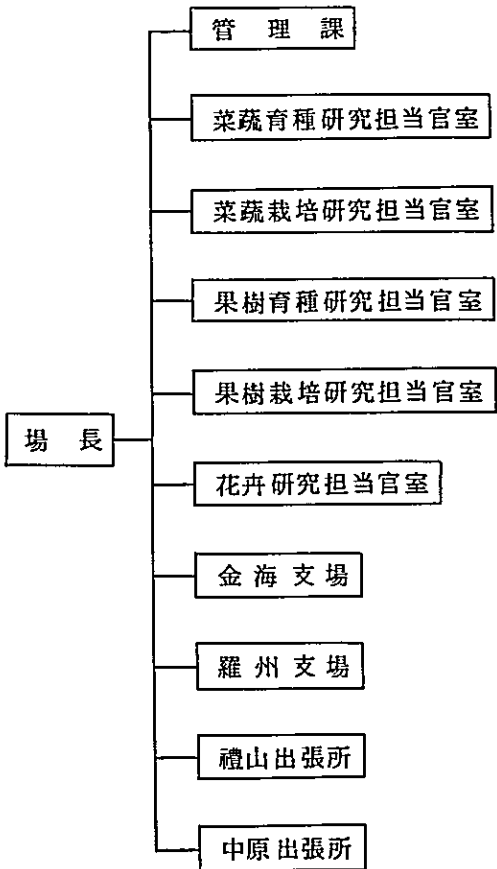 管理課
菜蔬育種研究担当官室
菜蔬栽培研究担当官室
果樹育種研究担当官室
果樹栽培研究担当官室
場長
花卉研究担当官室
金海支場
羅州支場
禮山出張所
中原出張所